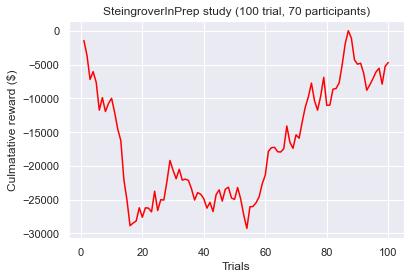 SteingroverInPrep study (100 trial, 70 participants)
Culmatative reward ($)
0
−5000
−10000
−15000
−20000
−25000
−30000
0 20 40 60 80 100
Trials